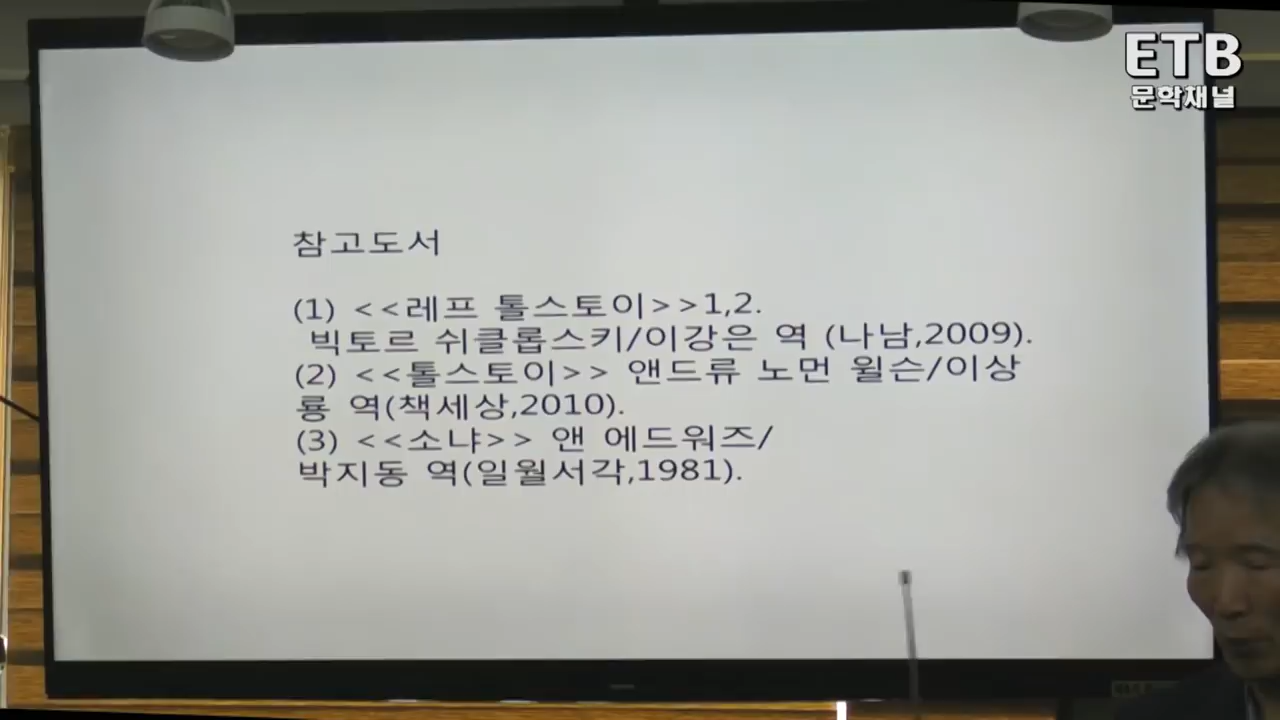 ETB
문학채널
참고도서
(1) <<레프 톨스토이>>1,2.
빅토르 쉬클롭스키/이강은 역 (나남,2009).
(2) <<톨스토이>> 앤드류 노먼 윌슨/이상
룡 역(책세상,2010).
(3) <<소냐>> 앤 에드워즈/
박지동 역(일월서각,1981).